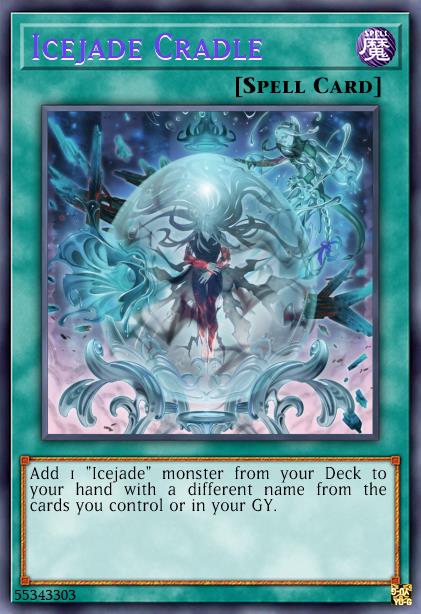 Icejade Cradle
SPELL
魔
[Spell Card]
Add 1 "Icejade" monster from your Deck to
your hand with a different name from the
cards you control or in your GY.
55343303